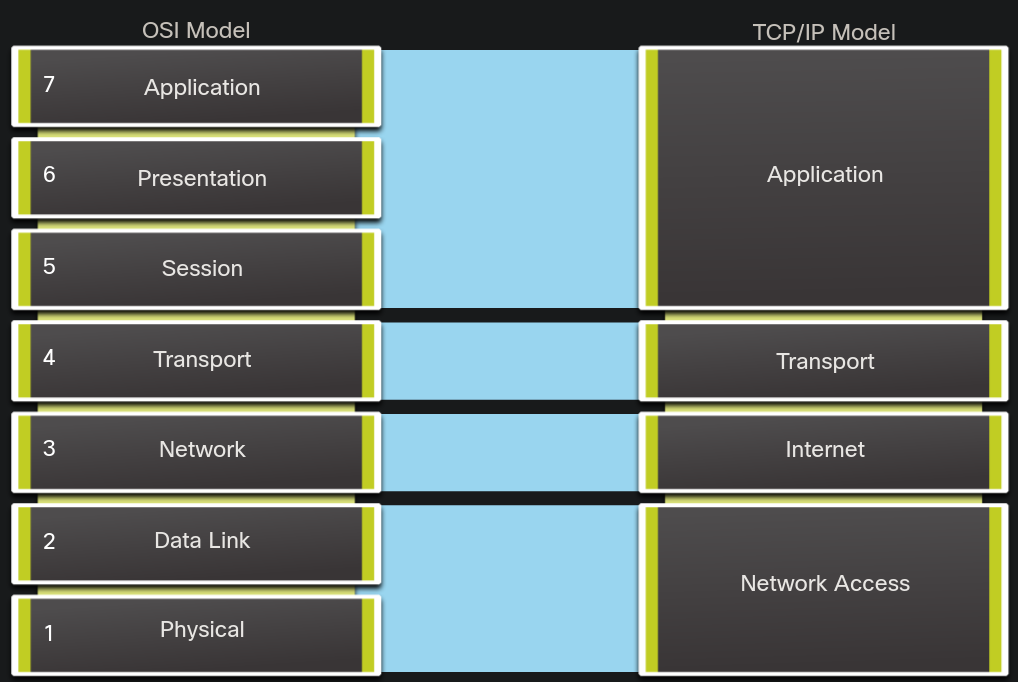 OSI Model
TCP/IP Model
7 Application
6 Presentation
5 Session
4 Transport
3 Network
2 Data Link
1 Physical
Application
Transport
Internet
Network Access